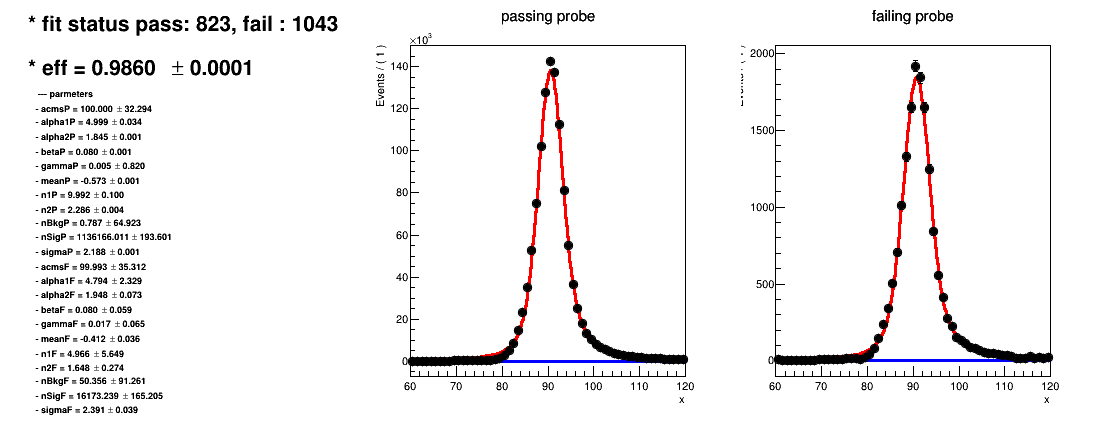 * fit status pass: 823, fail : 1043
* eff = 0.9860 ± 0.0001
--- parmeters
- acmsP = 100.000 ± 32.294
- alpha1P = 4.999 ± 0.034
- alpha2P = 1.845 ± 0.001
- betaP = 0.080 ± 0.001
- gammaP = 0.005 ± 0.820
- meanP = -0.573 ± 0.001
- n1P = 9.992 ± 0.100
- n2P = 2.286 ± 0.004
- nBkgP = 0.787 ± 64.923
- nSigP = 1136166.011 ± 193.601
- sigmaP = 2.188 ± 0.001
- acmsF = 99.993 ± 35.312
- alpha1F = 4.794 ± 2.329
- alpha2F = 1.948 ± 0.073
- betaF = 0.080 ± 0.059
- gammaF = 0.017 ± 0.065
- meanF = -0.412 ± 0.036
- n1F = 4.966 ± 5.649
- n2F = 1.648 ± 0.274
- nBkgF = 50.356 ± 91.261
- nSigF = 16173.239 ± 165.205
- sigmaF = 2.391 ± 0.039
passing probe
×10³
Events / ( 1 )
140
120
100
80
60
40
20
0
60 70 80 90 100 110 120
x
failing probe
Events / ( 1 )
2000
1500
1000
500
0
60 70 80 90 100 110 120
x